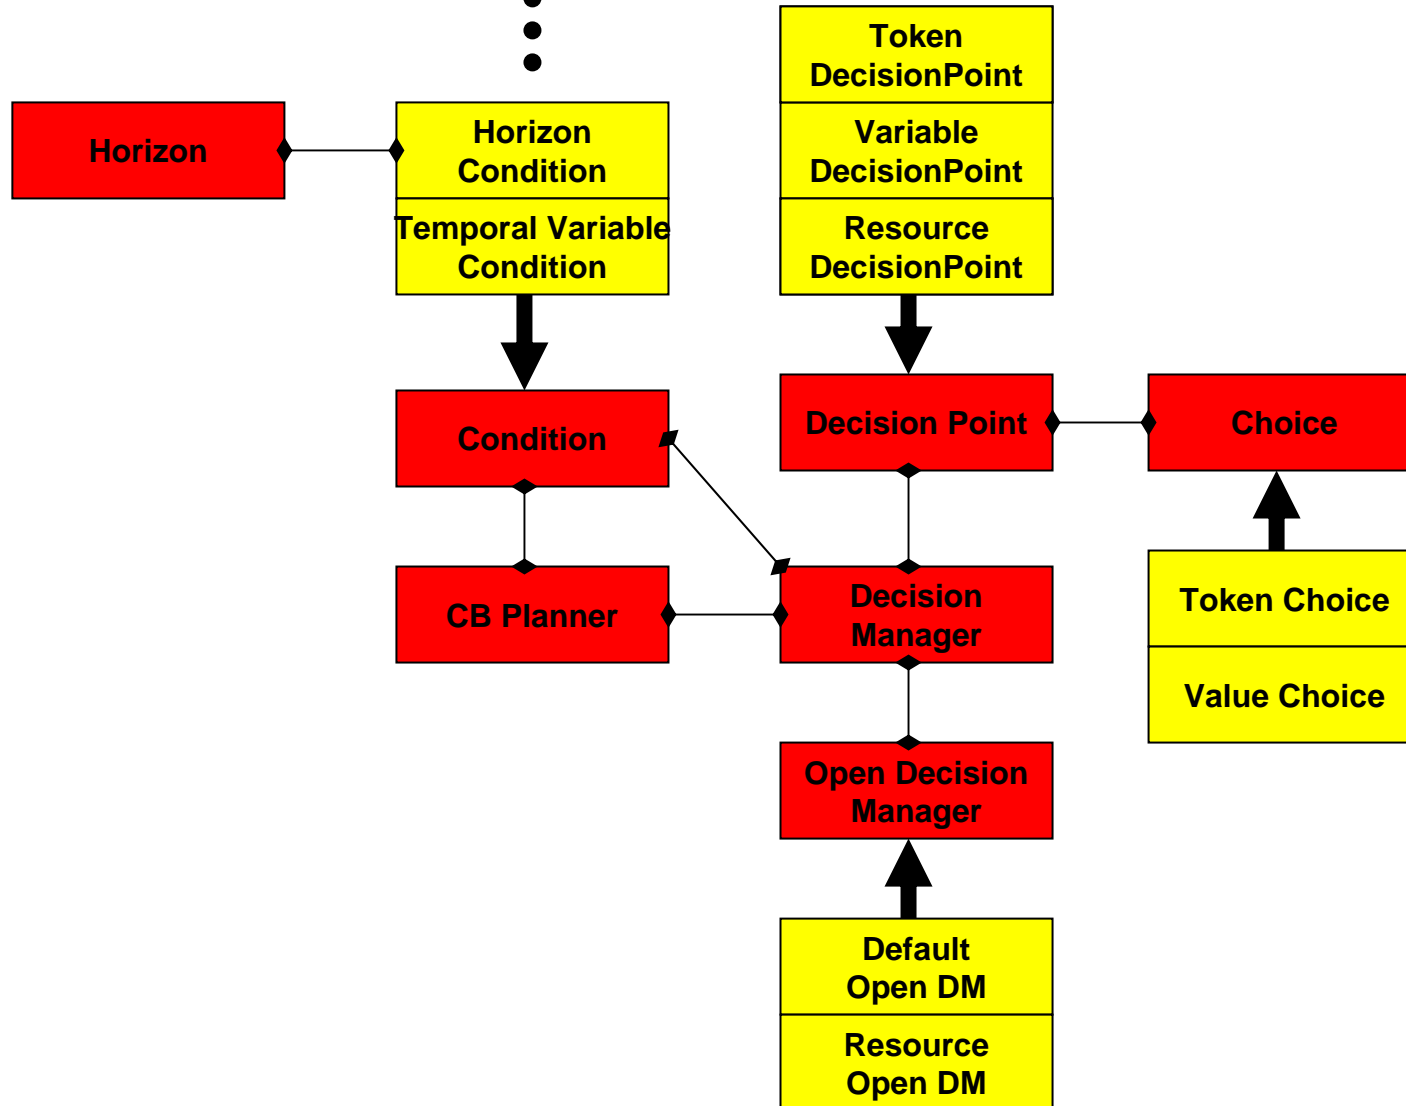 Token
DecisionPoint
Horizon
Horizon
Condition
Variable
DecisionPoint
Temporal Variable
Condition
Resource
DecisionPoint
Condition
Decision Point
Choice
CB Planner
Decision
Manager
Token Choice
Value Choice
Open Decision
Manager
Default
Open DM
Resource
Open DM